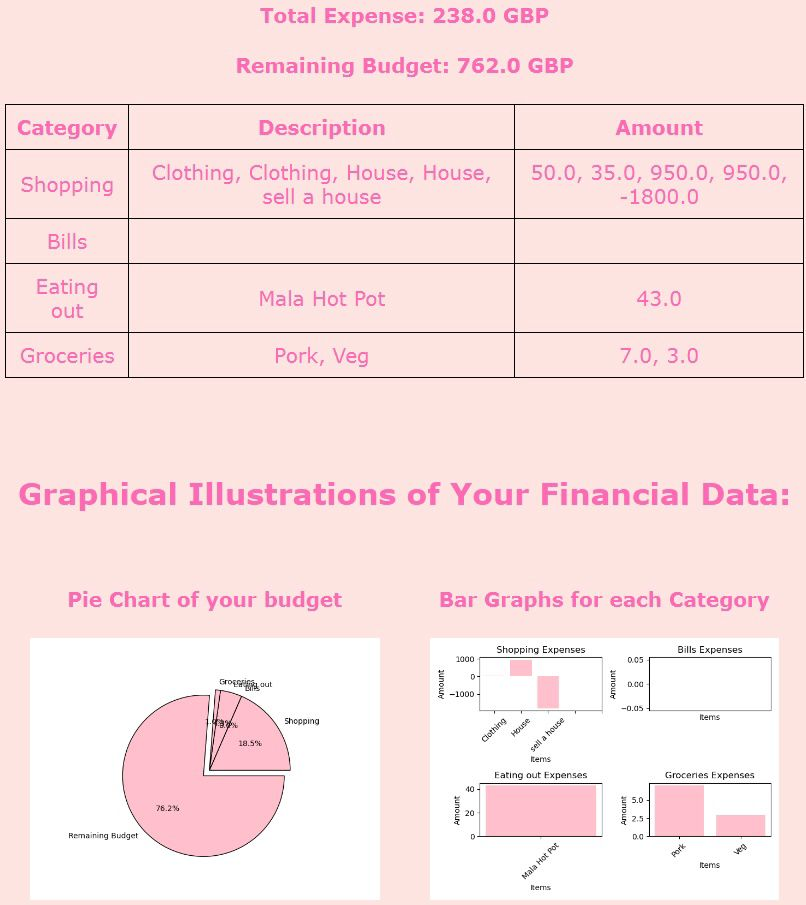 Total Expense: 238.0 GBP
Remaining Budget: 762.0 GBP
Category Description Amount
Shopping Clothing, Clothing, House, House, 50.0, 35.0, 950.0, 950.0,
sell a house -1800.0
Bills
Eating
out Mala Hot Pot 43.0
Groceries Pork, Veg 7.0, 3.0
Graphical Illustrations of Your Financial Data:
Pie Chart of your budget
Groceries
Eating out
Bills
Shopping
18.5%
76.2%
Remaining Budget
Bar Graphs for each Category
Shopping Expenses
Amount
1000
0
−1000
Clothing
House
sell a house
Items
Bills Expenses
Amount
0.05
0.00
−0.05
Items
Eating out Expenses
Amount
40
20
0
Mala Hot Pot
Items
Groceries Expenses
Amount
5.0
2.5
0.0
Pork
Veg
Items